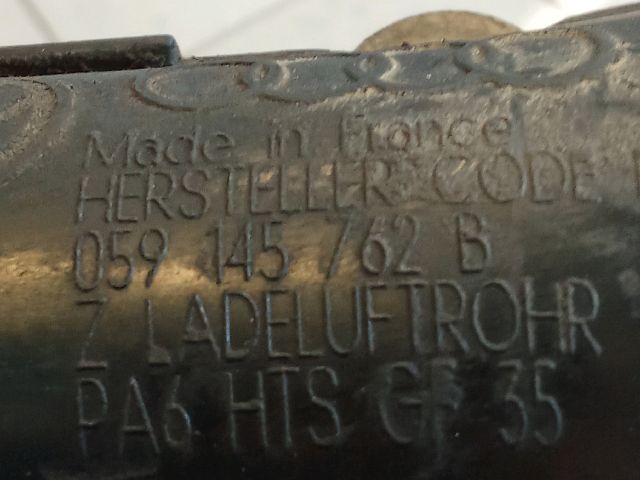 Made in France
HERSTELLER CODE
059 145 762 B
Z LADELUFTROHR
PA6 HTS GF 35